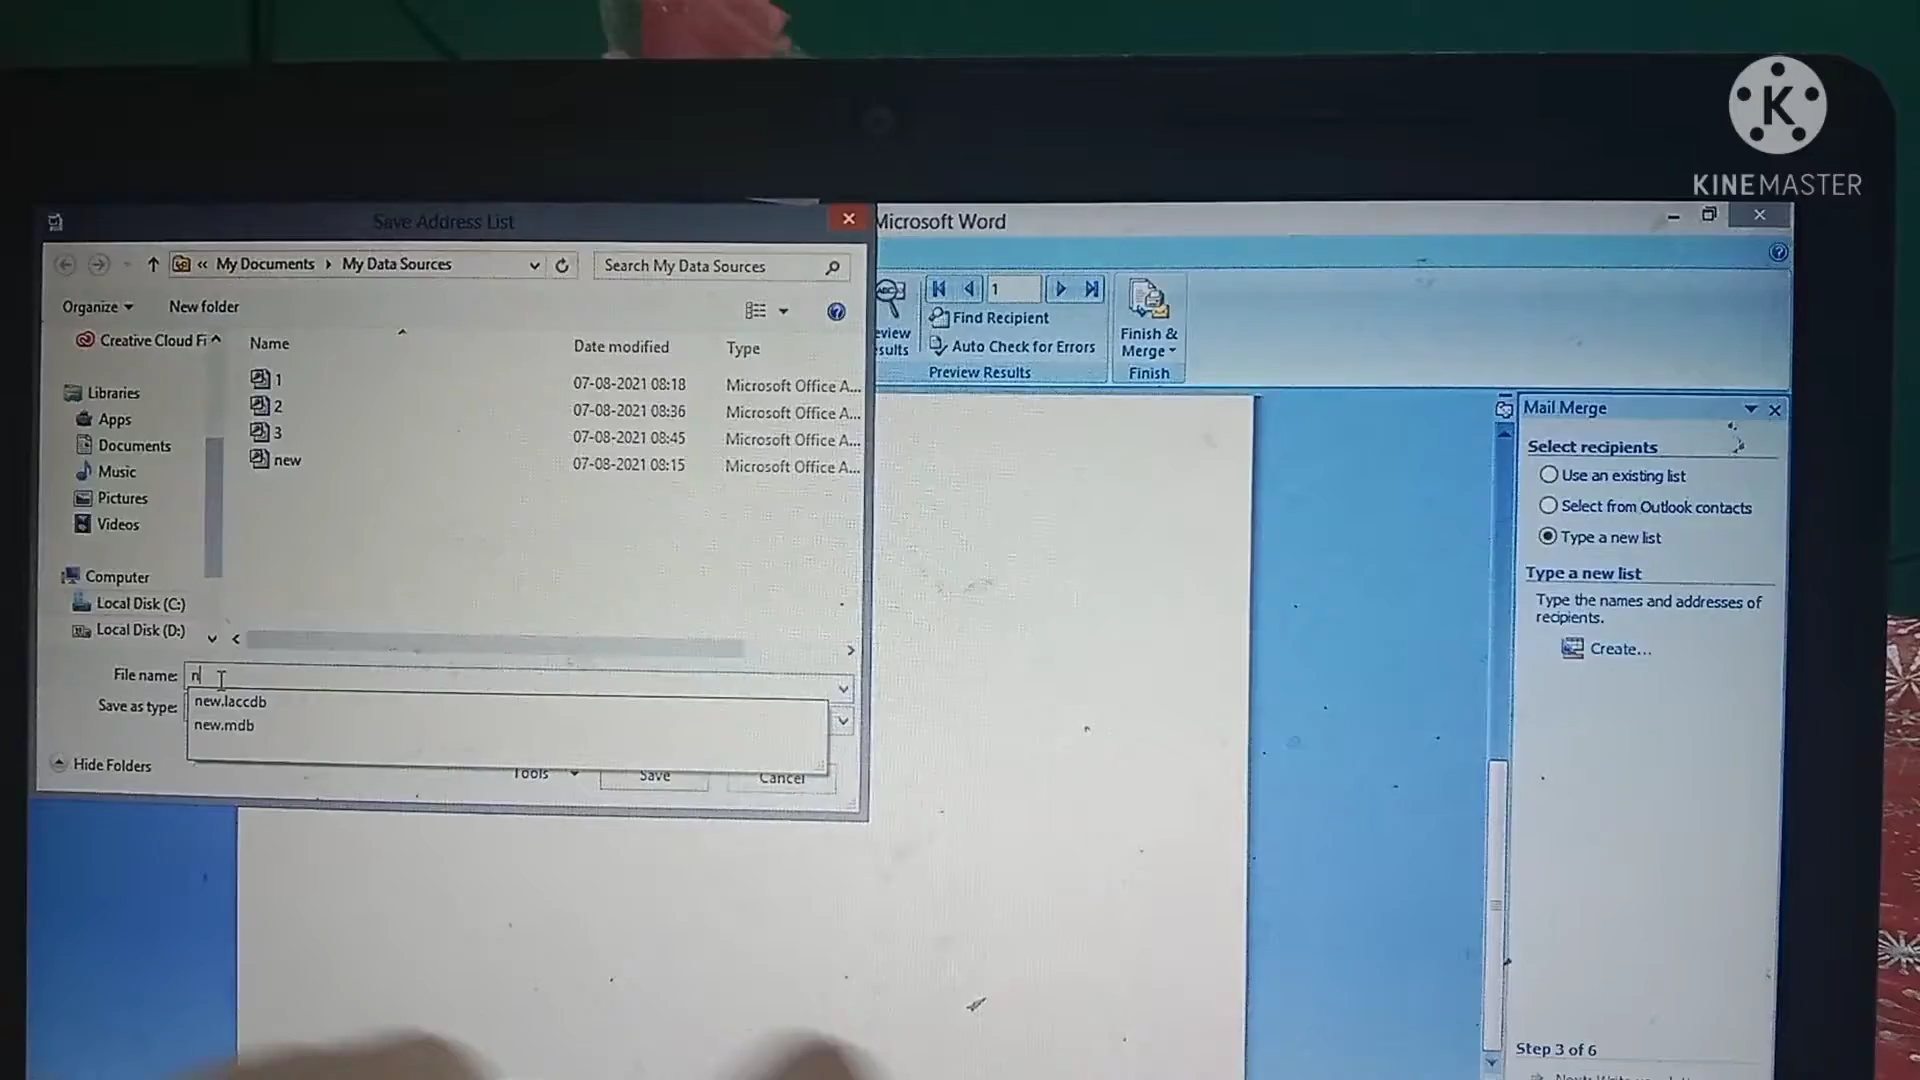 K
KINEMASTER
Save Address List
« My Documents › My Data Sources
Search My Data Sources
Organize
New folder
Creative Cloud Fi
Libraries
Apps
Documents
Music
Pictures
Videos
Computer
Local Disk (C:)
Local Disk (D:)
Name
Date modified
Type
1
07-08-2021 08:18
Microsoft Office A...
2
07-08-2021 08:36
Microsoft Office A...
3
07-08-2021 08:45
Microsoft Office A...
new
07-08-2021 08:15
Microsoft Office A...
File name: n
new.laccdb
new.mdb
Save as type:
Hide Folders
Tools
Save
Cancel
Microsoft Word
ABC
eview
sults
1
Find Recipient
Auto Check for Errors
Preview Results
Finish &
Merge
Finish
Mail Merge
Select recipients
Use an existing list
Select from Outlook contacts
Type a new list
Type a new list
Type the names and addresses of
recipients.
Create...
Step 3 of 6